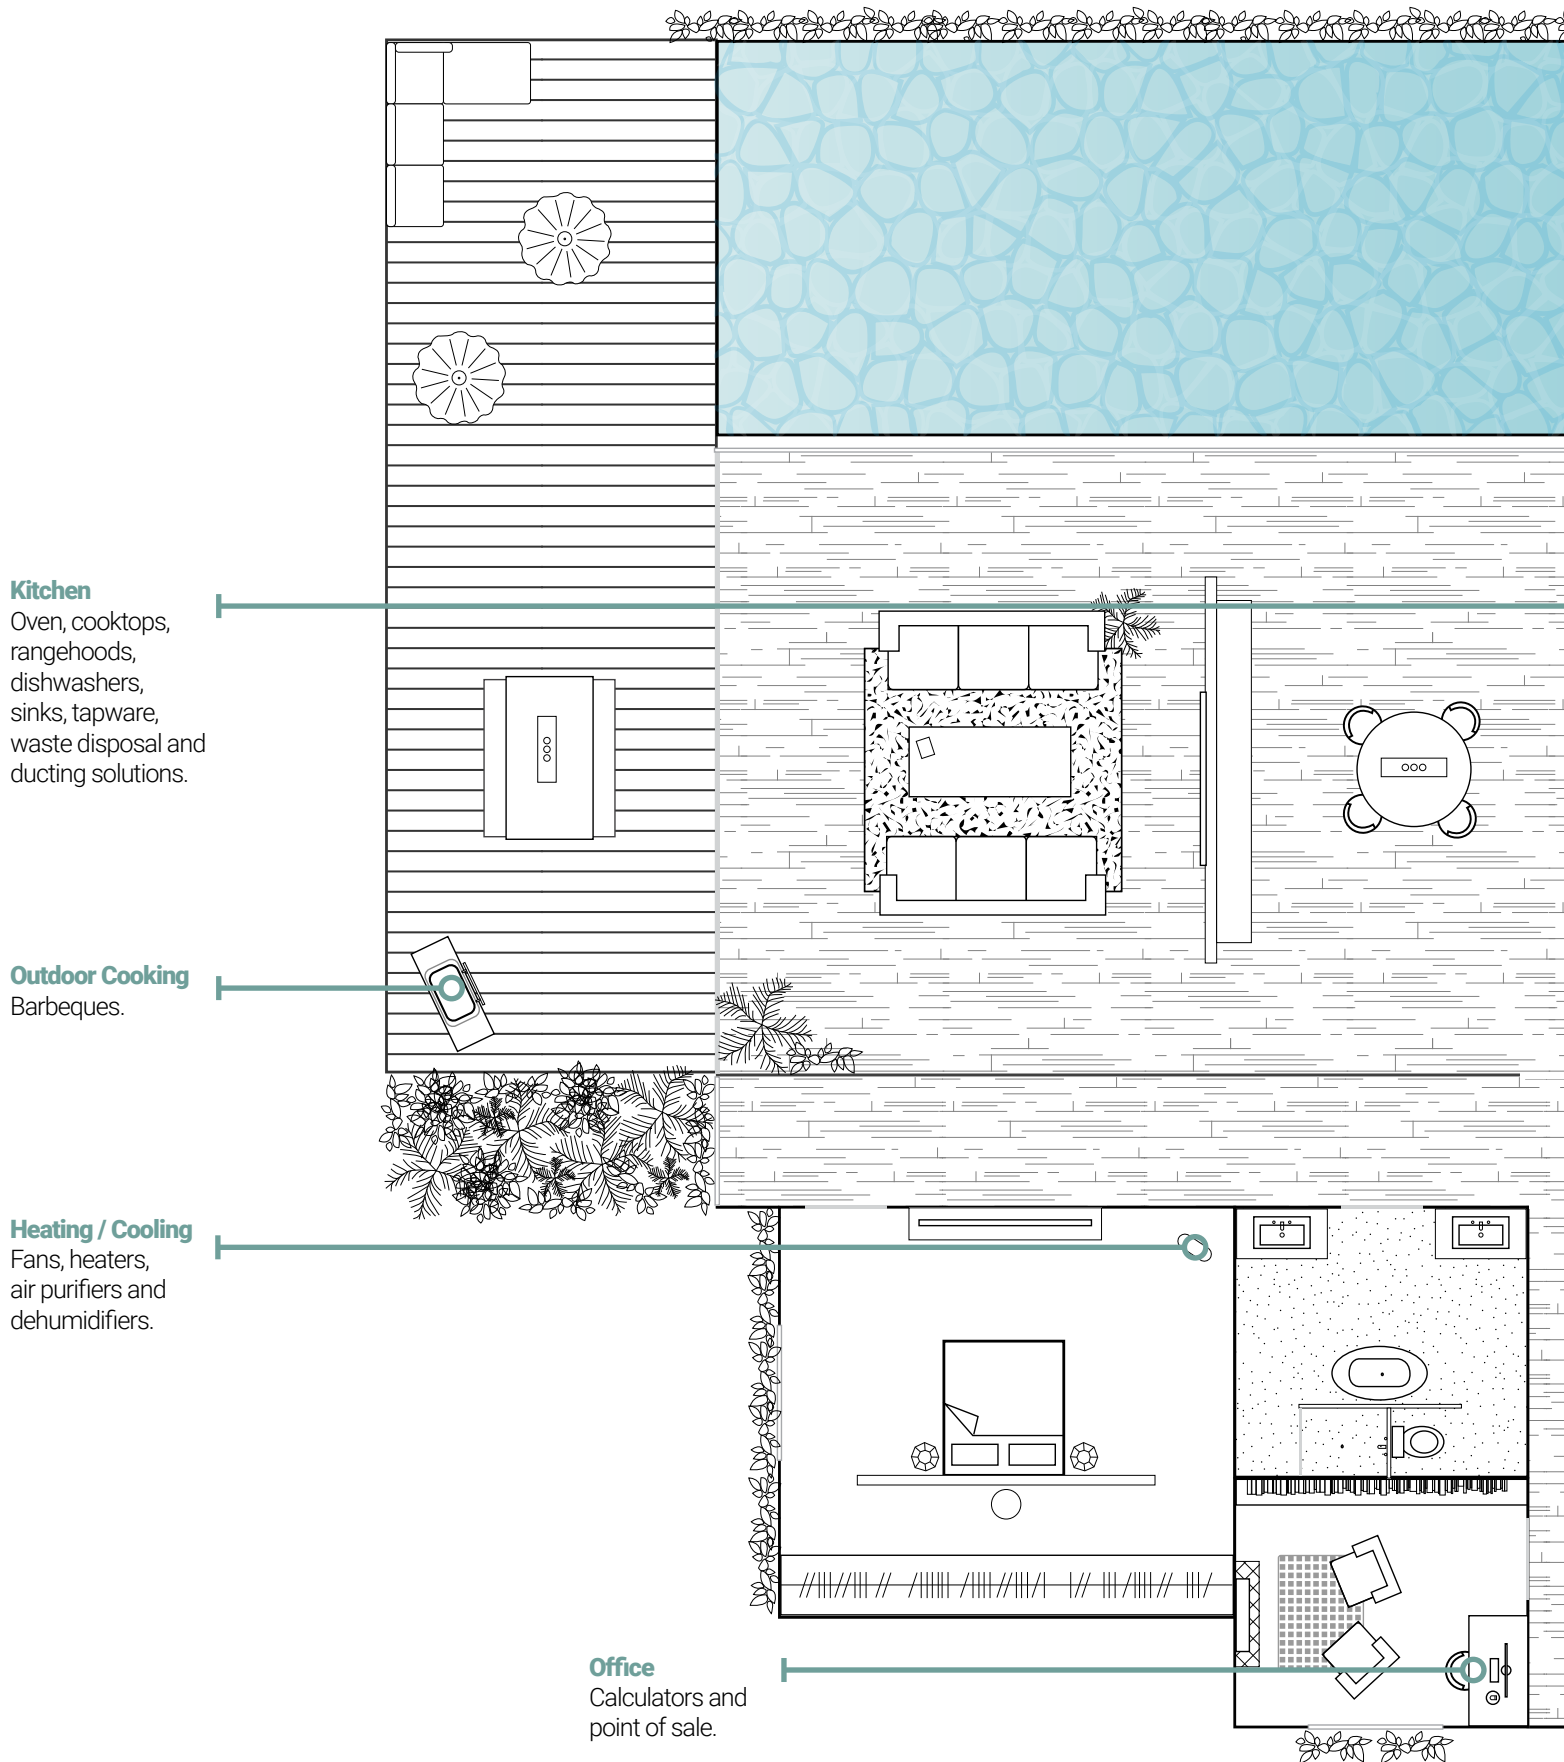 Kitchen
Oven, cooktops,
rangehoods,
dishwashers,
sinks, tapware,
waste disposal and
ducting solutions.
Outdoor Cooking
Barbeques.
Heating / Cooling
Fans, heaters,
air purifiers and
dehumidifiers.
Office
Calculators and
point of sale.